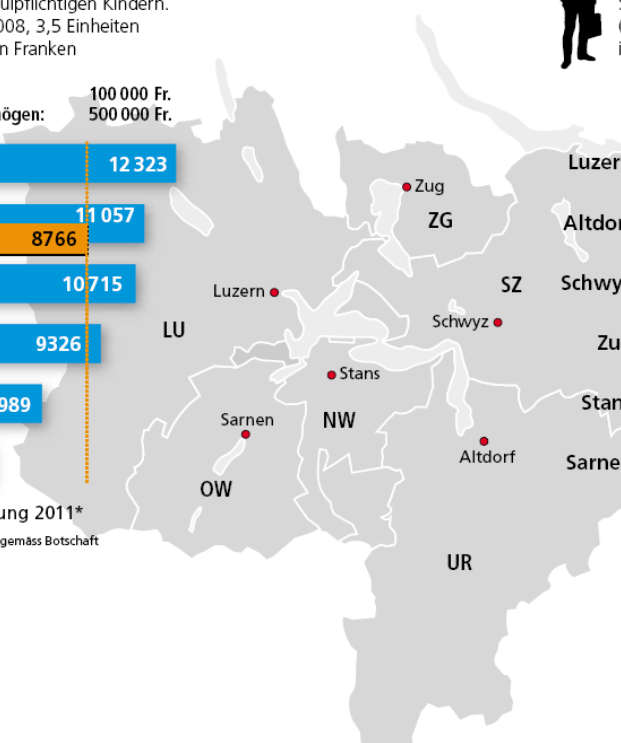 ulpflichtigen Kindern.
008, 3,5 Einheiten
n Franken
100 000 Fr.
ögen: 500 000 Fr.
12 323
11 057
8766
10 715
9326
989
ung 2011*
gemäss Botschaft
Zug
ZG
Luzern
LU
SZ
Schwyz
Stans
NW
Sarnen
OW
Altdorf
UR
Luzer
Altdor
Schwy
Zu
Stan
Sarne